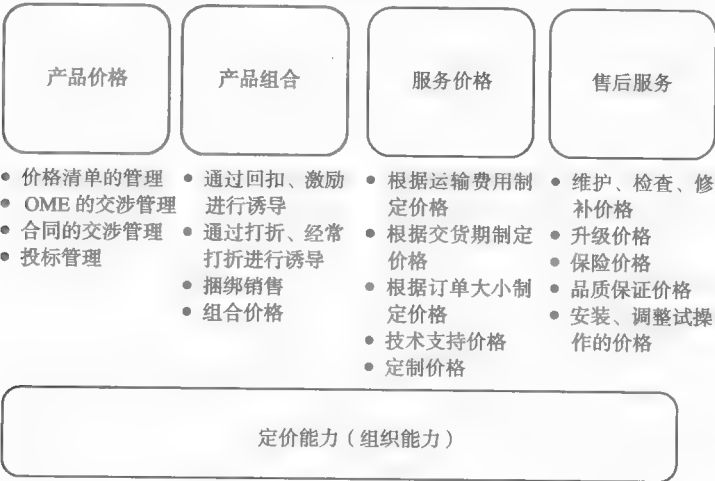 产品价格
• 价格清单的管理
• OME 的交涉管理
• 合同的交涉管理
• 投标管理
产品组合
• 通过回扣、激励
进行诱导
• 通过打折、经常
打折进行诱导
• 捆绑销售
• 组合价格
服务价格
• 根据运输费用制
定价格
• 根据交货期制定
价格
• 根据订单大小制
定价格
• 技术支持价格
• 定制价格
售后服务
• 维护、检查、修
补价格
• 升级价格
• 保险价格
• 品质保证价格
• 安装、调整试操
作的价格
定价能力（组织能力）